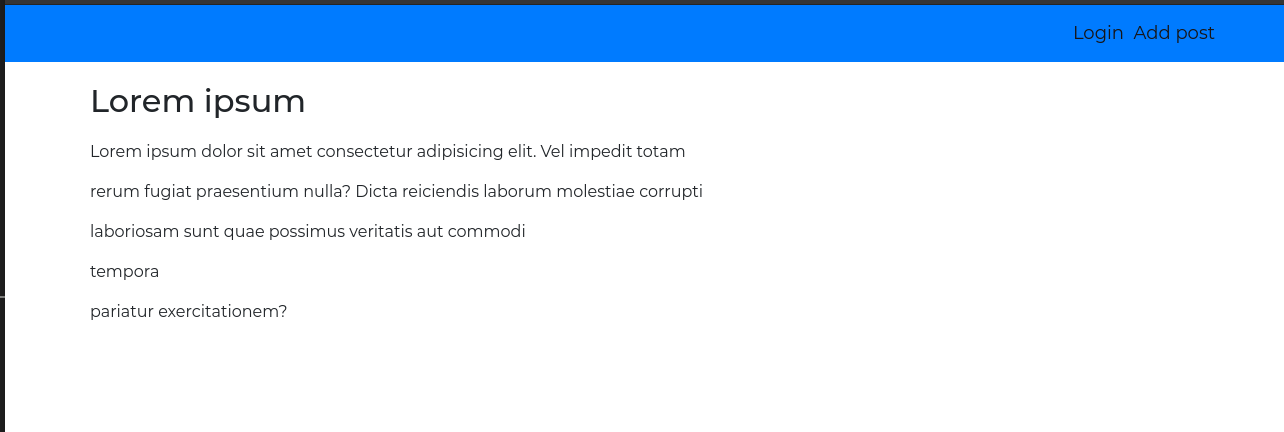 Login Add post
Lorem ipsum
Lorem ipsum dolor sit amet consectetur adipisicing elit. Vel impedit totam
rerum fugiat praesentium nulla? Dicta reiciendis laborum molestiae corrupti
laboriosam sunt quae possimus veritatis aut commodi
tempora
pariatur exercitationem?